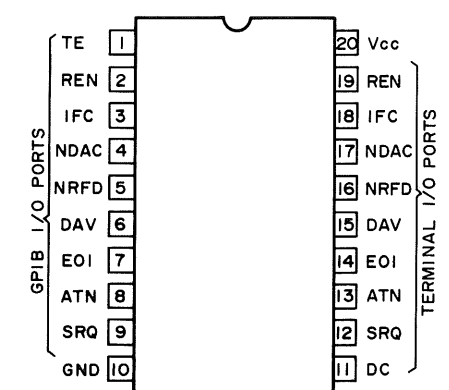 TE 1
REN 2
IFC 3
NDAC 4
NRFD 5
DAV 6
EOI 7
ATN 8
SRQ 9
GND 10
20 Vcc
19 REN
18 IFC
17 NDAC
16 NRFD
15 DAV
14 EOI
13 ATN
12 SRQ
11 DC
GPIB I/O PORTS
TERMINAL I/O PORTS